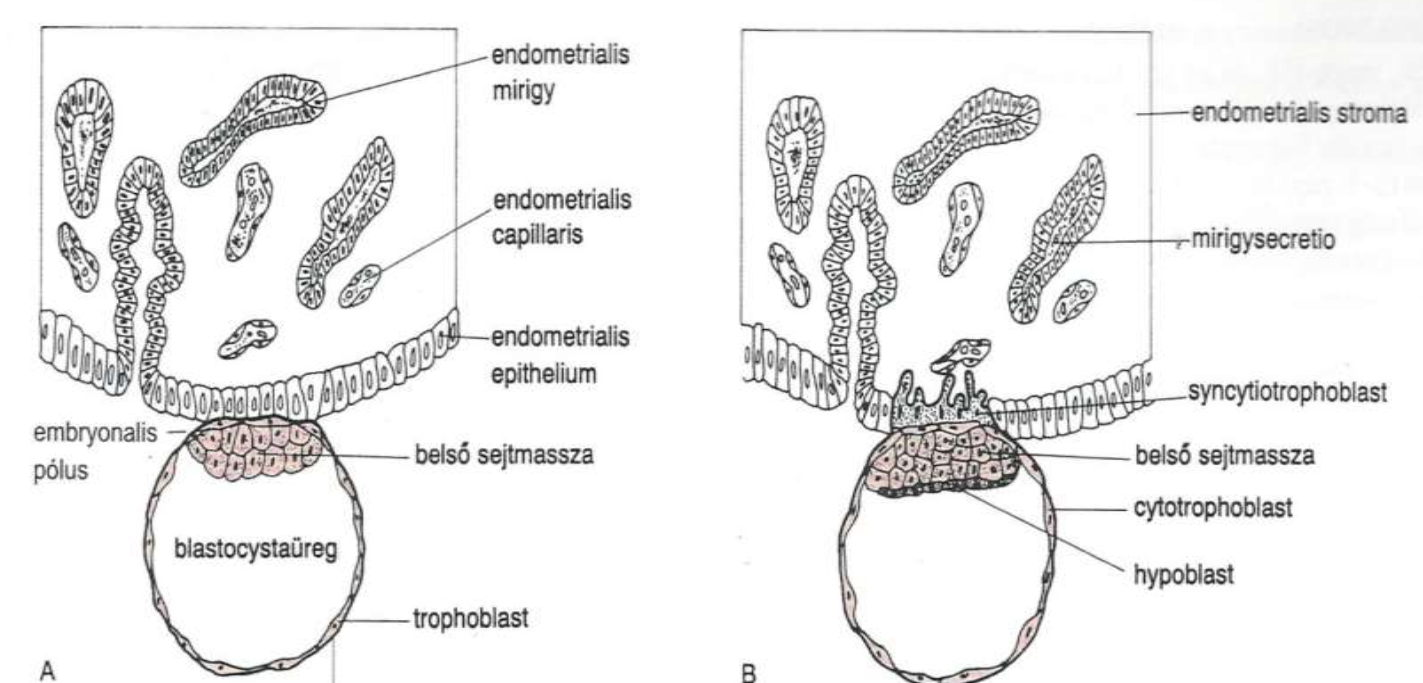 endometrialis
mirigy
endometrialis
capillaris
endometrialis
epithelium
embryonalis
pólus
belső sejtmassza
blastocystaüreg
trophoblast
A
endometrialis stroma
mirigysecretio
syncytiotrophoblast
belső sejtmassza
cytotrophoblast
hypoblast
B